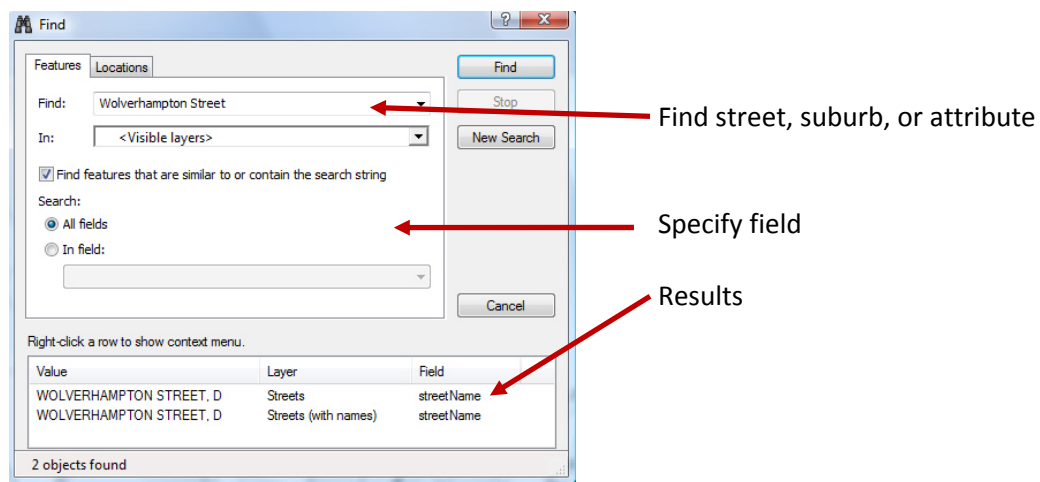 Find
Features Locations
Find
Find: Wolverhampton Street
Stop
Find street, suburb, or attribute
In: <Visible layers>
New Search
Find features that are similar to or contain the search string
Search:
All fields
Specify field
In field:
Results
Cancel
Right-click a row to show context menu.
Value Layer Field
WOLVERHAMPTON STREET, D Streets streetName
WOLVERHAMPTON STREET, D Streets (with names) streetName
2 objects found